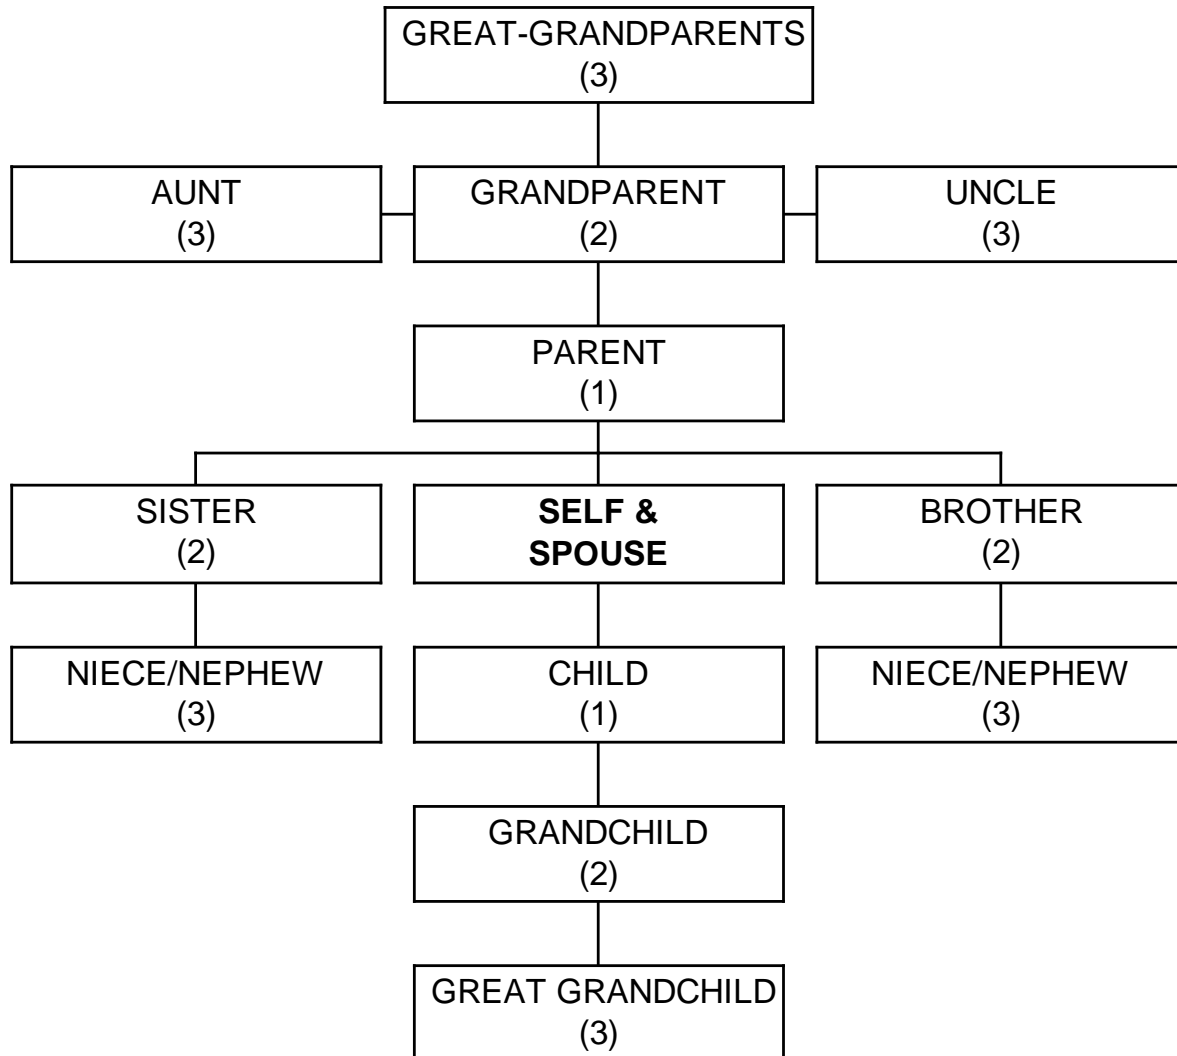 GREAT-GRANDPARENTS
(3)
AUNT
(3)
GRANDPARENT
(2)
UNCLE
(3)
PARENT
(1)
SISTER
(2)
SELF &
SPOUSE
BROTHER
(2)
NIECE/NEPHEW
(3)
CHILD
(1)
NIECE/NEPHEW
(3)
GRANDCHILD
(2)
GREAT GRANDCHILD
(3)